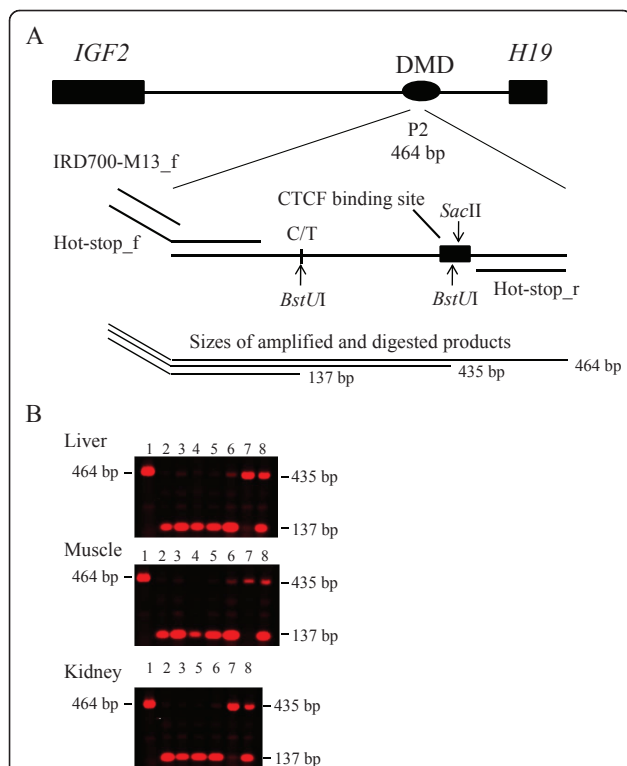 A
IGF2 H19
DMD
P2
464 bp
IRD700-M13_f
CTCF binding site
SacII
C/T
Hot-stop_f
BstUI BstUI
Hot-stop_r
Sizes of amplified and digested products
464 bp
435 bp
137 bp
B
Liver
1 2 3 4 5 6 7 8
464 bp 435 bp
137 bp
Muscle
1 2 3 4 5 6 7 8
464 bp 435 bp
137 bp
Kidney
1 2 3 5 6 7 8
464 bp 435 bp
137 bp